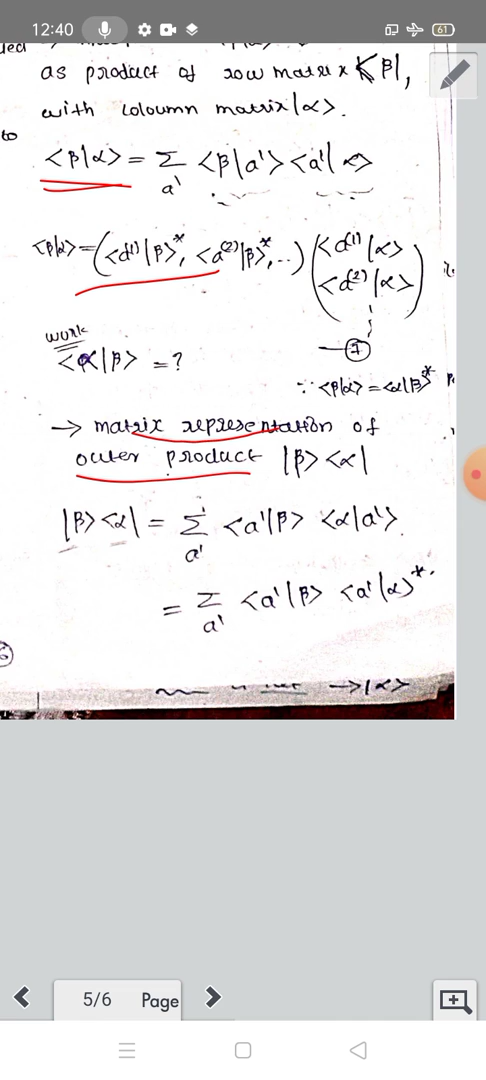 12:40
61
as product of row matrix <β|,
with coloumn matrix |α>.
to
<β|α> = Σ <β|a'> <a'|α>
a'
<β|α> = (<a⁽¹⁾|β>*, <a⁽²⁾|β>*, ..) (<a⁽¹⁾|α>
<a⁽²⁾|α>)
work
<α|β> = ?
∵ <β|α> = <α|β>*
→ matrix representation of
outer product |β> <α|
|β> <α| = Σ <a'|β> <α|a'>.
a'
= Σ <a'|β> <a'|α>*.
a'
→ |α>
5/6 Page